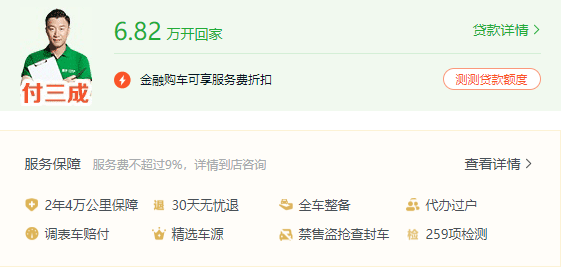 6.82 万开回家
贷款详情 >
付三成
金融购车可享服务费折扣
测测贷款额度
服务保障 服务费不超过9%，详情到店咨询
查看详情 >
2年4万公里保障 退 30天无忧退 全车整备 代办过户
调表车赔付 精选车源 禁售盗抢查封车 检 259项检测